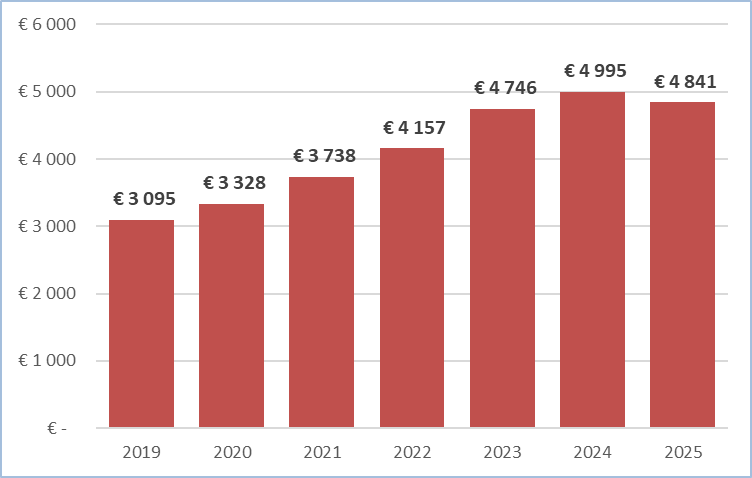 € 6 000
€ 5 000
€ 4 000
€ 3 000
€ 2 000
€ 1 000
€ -
€ 3 095
€ 3 328
€ 3 738
€ 4 157
€ 4 746
€ 4 995
€ 4 841
2019 2020 2021 2022 2023 2024 2025